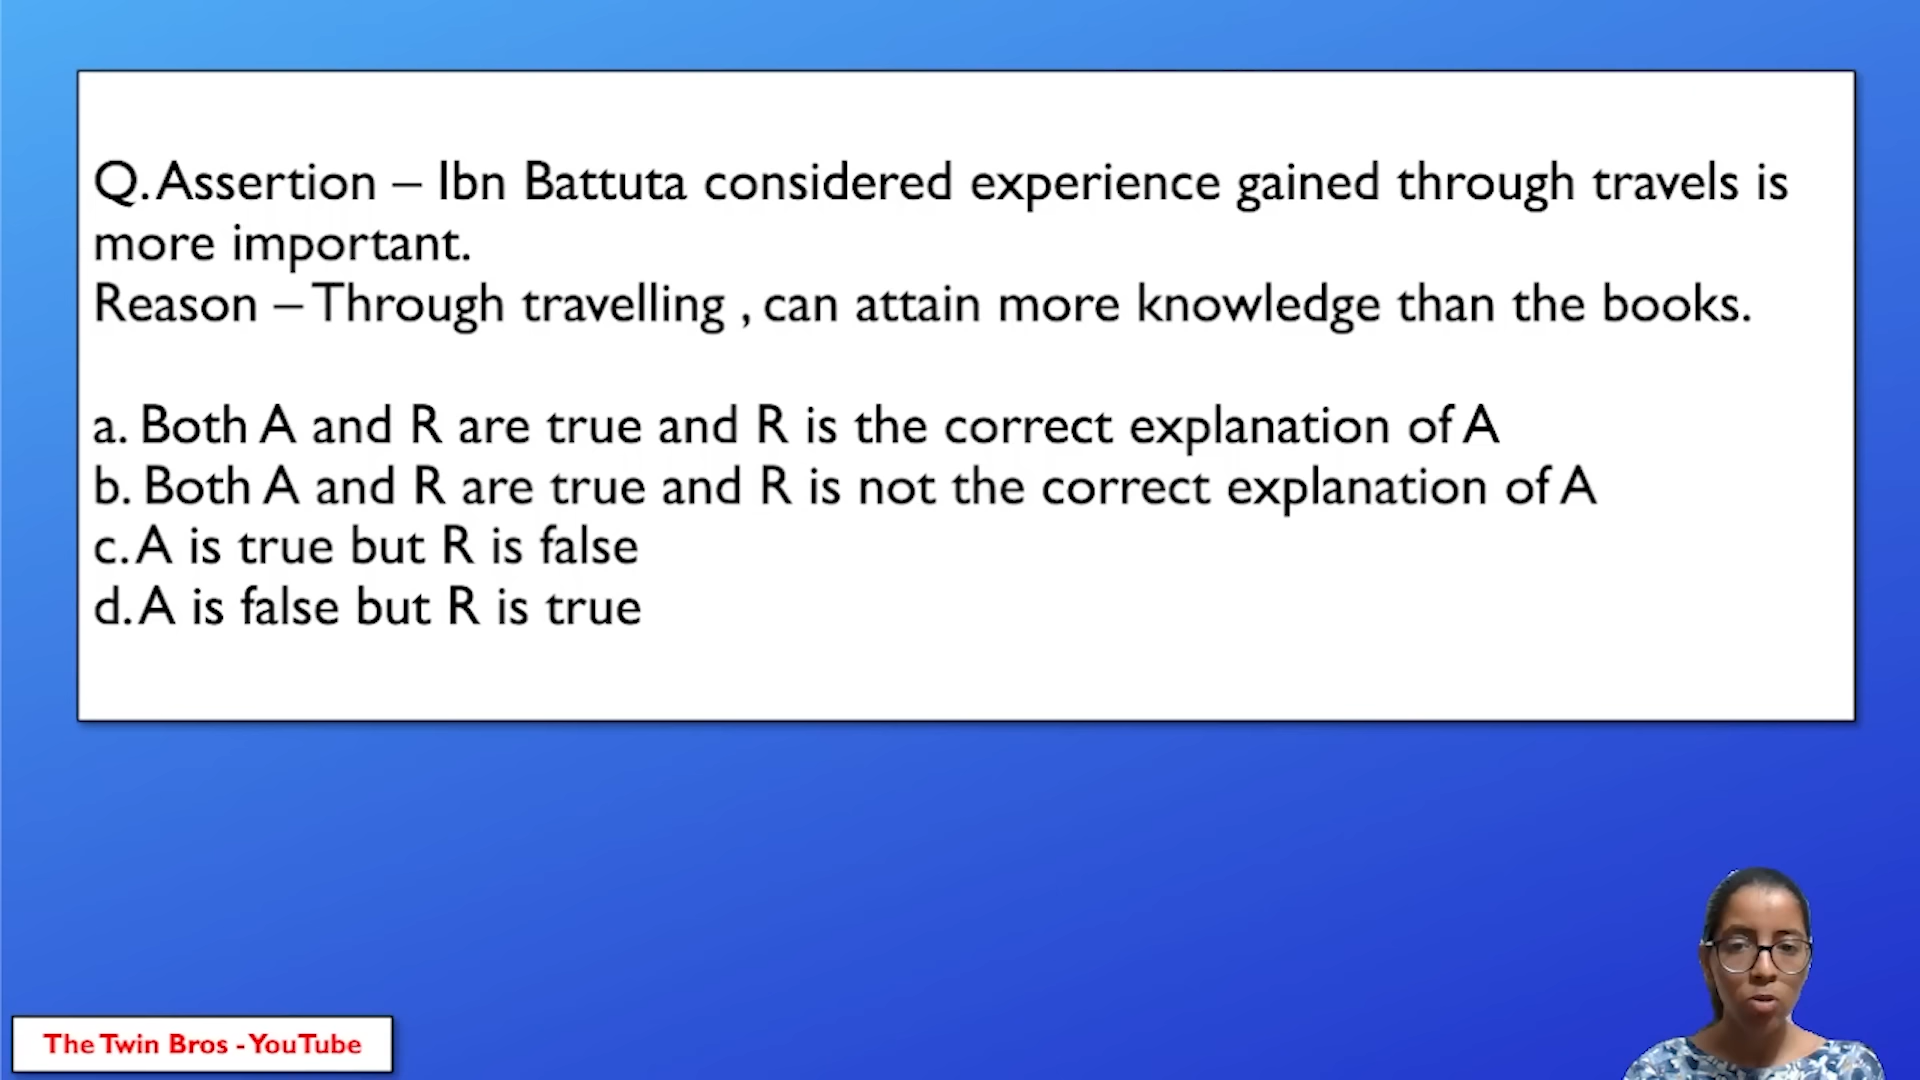 Q. Assertion – Ibn Battuta considered experience gained through travels is
more important.
Reason – Through travelling , can attain more knowledge than the books.
a. Both A and R are true and R is the correct explanation of A
b. Both A and R are true and R is not the correct explanation of A
c. A is true but R is false
d. A is false but R is true
The Twin Bros - YouTube